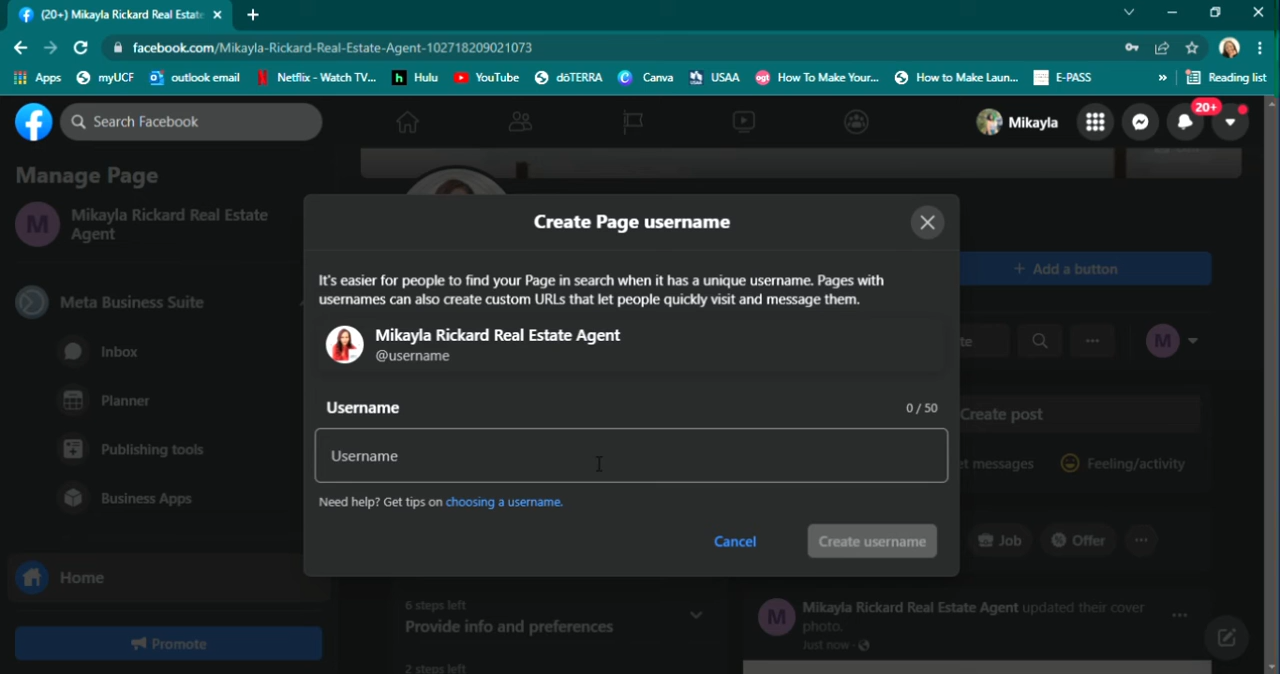 (20+) Mikayla Rickard Real Estate
facebook.com/Mikayla-Rickard-Real-Estate-Agent-102718209021073
Apps myUCF outlook email Netflix - Watch TV... Hulu YouTube dōTERRA Canva USAA How To Make Your... How to Make Laun... E-PASS » Reading list
Search Facebook
Mikayla
20+
Manage Page
M
Mikayla Rickard Real Estate
Agent
Meta Business Suite
Inbox
Planner
Publishing tools
Business Apps
Home
Promote
Create Page username
It's easier for people to find your Page in search when it has a unique username. Pages with
usernames can also create custom URLs that let people quickly visit and message them.
Mikayla Rickard Real Estate Agent
@username
Username
0 / 50
Username
Need help? Get tips on choosing a username.
Cancel
Create username
+ Add a button
te
M
Create post
et messages
Feeling/activity
Job
Offer
6 steps left
Provide info and preferences
2 steps left
M
Mikayla Rickard Real Estate Agent updated their cover
photo.
Just now ·